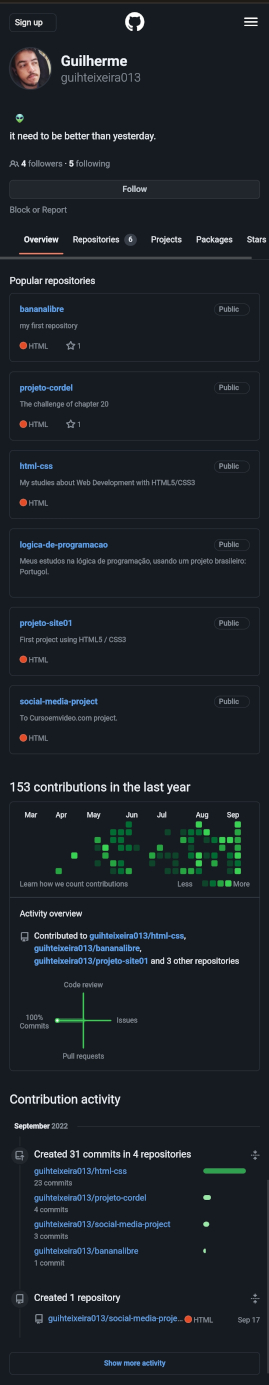 Sign up
Guilherme
guihteixeira013
it need to be better than yesterday.
4 followers · 5 following
Follow
Block or Report
Overview Repositories 6 Projects Packages Stars
Popular repositories
bananalibre Public
my first repository
HTML 1
projeto-cordel Public
The challenge of chapter 20
HTML 1
html-css Public
My studies about Web Development with HTML5/CSS3
HTML
logica-de-programacao Public
Meus estudos na lógica de programação, usando um projeto brasileiro:
Portugol.
projeto-site01 Public
First project using HTML5 / CSS3
HTML
social-media-project Public
To Cursoemvideo.com project.
HTML
153 contributions in the last year
Mar Apr May Jun Jul Aug Sep
Learn how we count contributions Less More
Activity overview
Contributed to guihteixeira013/html-css,
guihteixeira013/bananalibre,
guihteixeira013/projeto-site01 and 3 other repositories
Code review
100%
Commits
Issues
Pull requests
Contribution activity
September 2022
Created 31 commits in 4 repositories
guihteixeira013/html-css
23 commits
guihteixeira013/projeto-cordel
4 commits
guihteixeira013/social-media-project
3 commits
guihteixeira013/bananalibre
1 commit
Created 1 repository
guihteixeira013/social-media-proje... HTML Sep 17
Show more activity